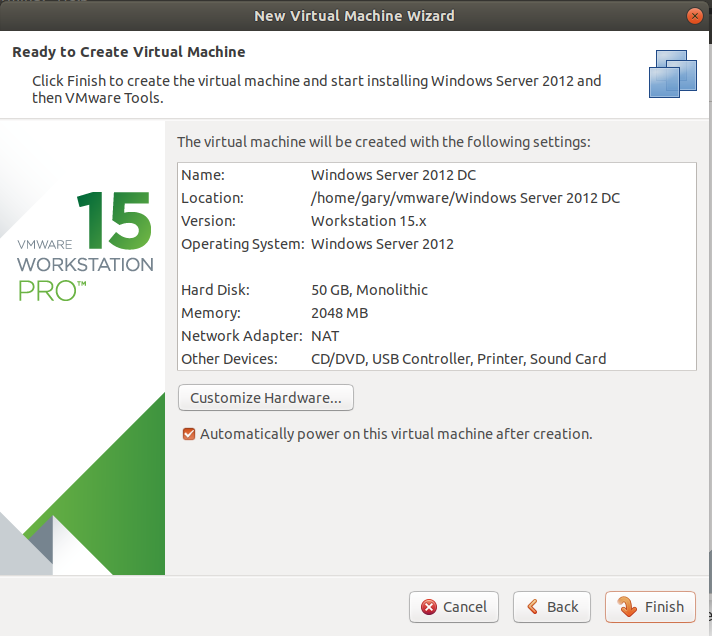 New Virtual Machine Wizard
Ready to Create Virtual Machine
Click Finish to create the virtual machine and start installing Windows Server 2012 and
then VMware Tools.
The virtual machine will be created with the following settings:
Name: Windows Server 2012 DC
Location: /home/gary/vmware/Windows Server 2012 DC
Version: Workstation 15.x
Operating System: Windows Server 2012
Hard Disk: 50 GB, Monolithic
Memory: 2048 MB
Network Adapter: NAT
Other Devices: CD/DVD, USB Controller, Printer, Sound Card
15
VMWARE
WORKSTATION
PRO™
Customize Hardware...
Automatically power on this virtual machine after creation.
Cancel Back Finish